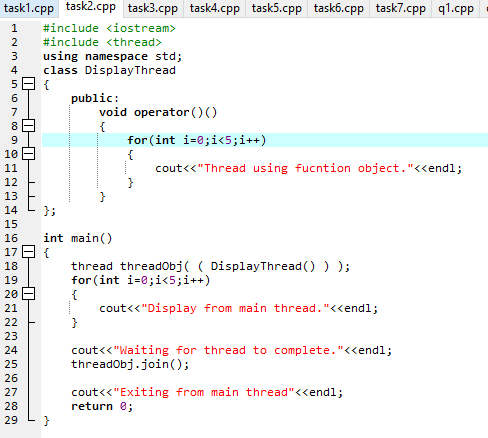 task1.cpp task2.cpp task3.cpp task4.cpp task5.cpp task6.cpp task7.cpp q1.cpp
1 #include <iostream>
2 #include <thread>
3 using namespace std;
4 class DisplayThread
5 {
6 public:
7 void operator()()
8 {
9 for(int i=0;i<5;i++)
10 {
11 cout<<"Thread using fucntion object."<<endl;
12 }
13 }
14 };
15
16 int main()
17 {
18 thread threadObj( ( DisplayThread() ) );
19 for(int i=0;i<5;i++)
20 {
21 cout<<"Display from main thread."<<endl;
22 }
23
24 cout<<"Waiting for thread to complete."<<endl;
25 threadObj.join();
26
27 cout<<"Exiting from main thread"<<endl;
28 return 0;
29 }